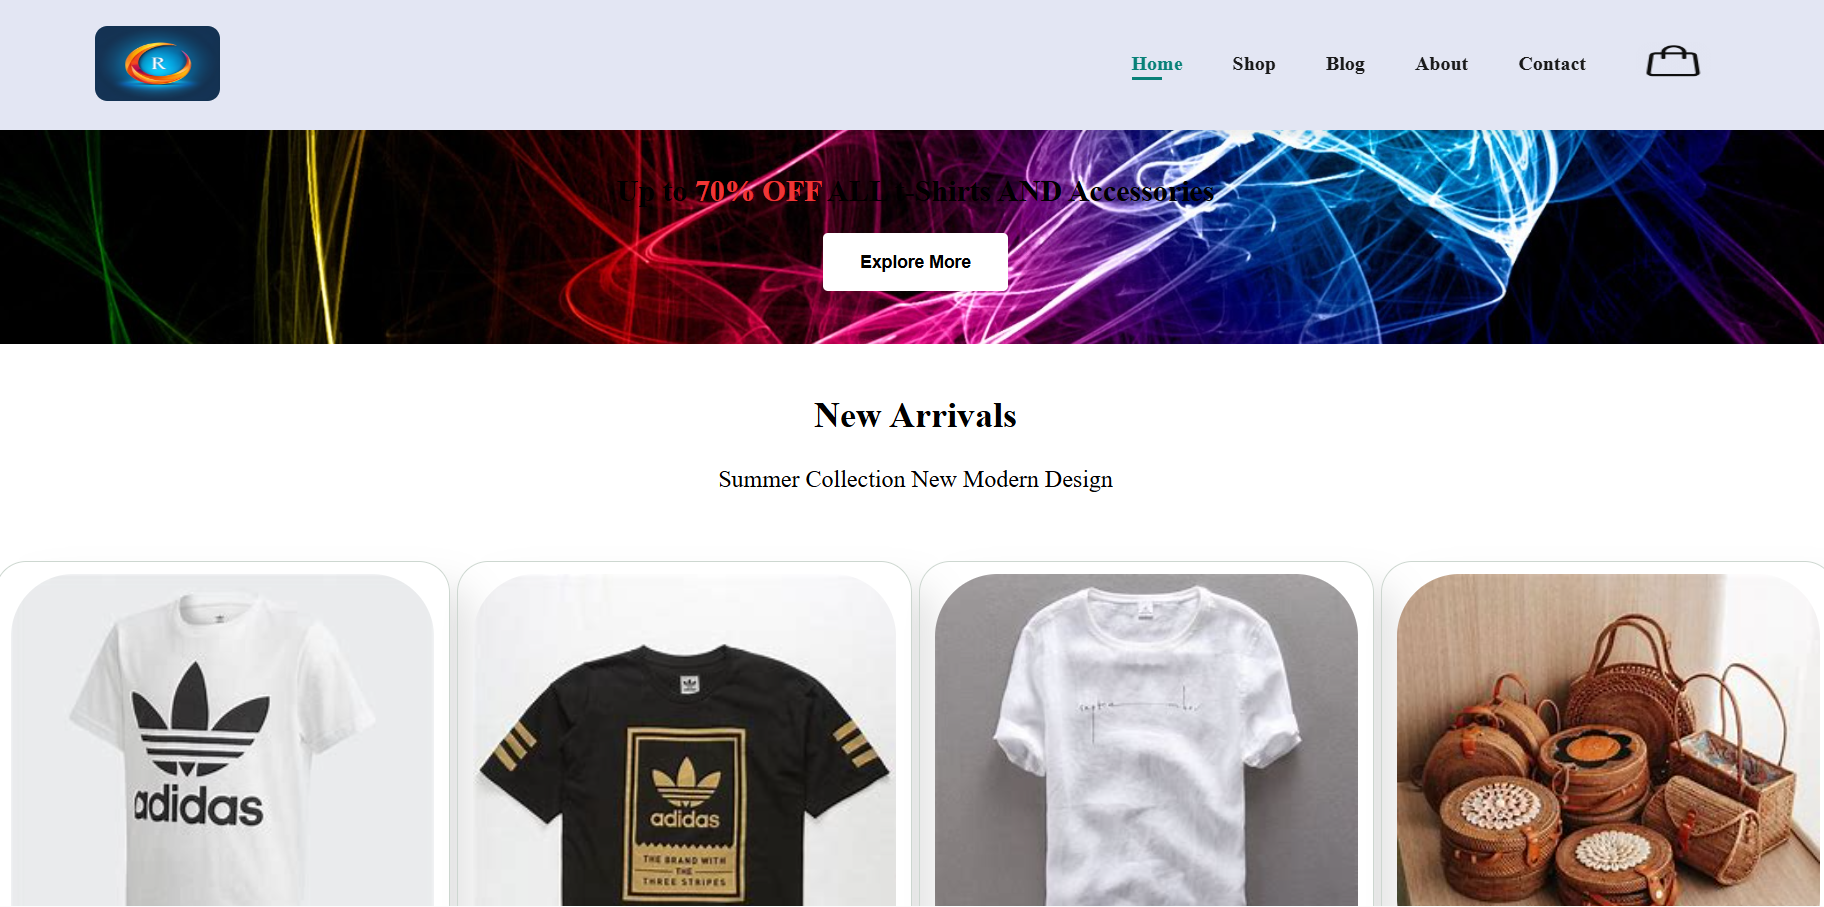 R
Home Shop Blog About Contact
Up to 70% OFF ALL t-Shirts AND Accessories
Explore More
New Arrivals
Summer Collection New Modern Design
adidas
adidas
THE BRAND WITH
THE
THREE STRIPES